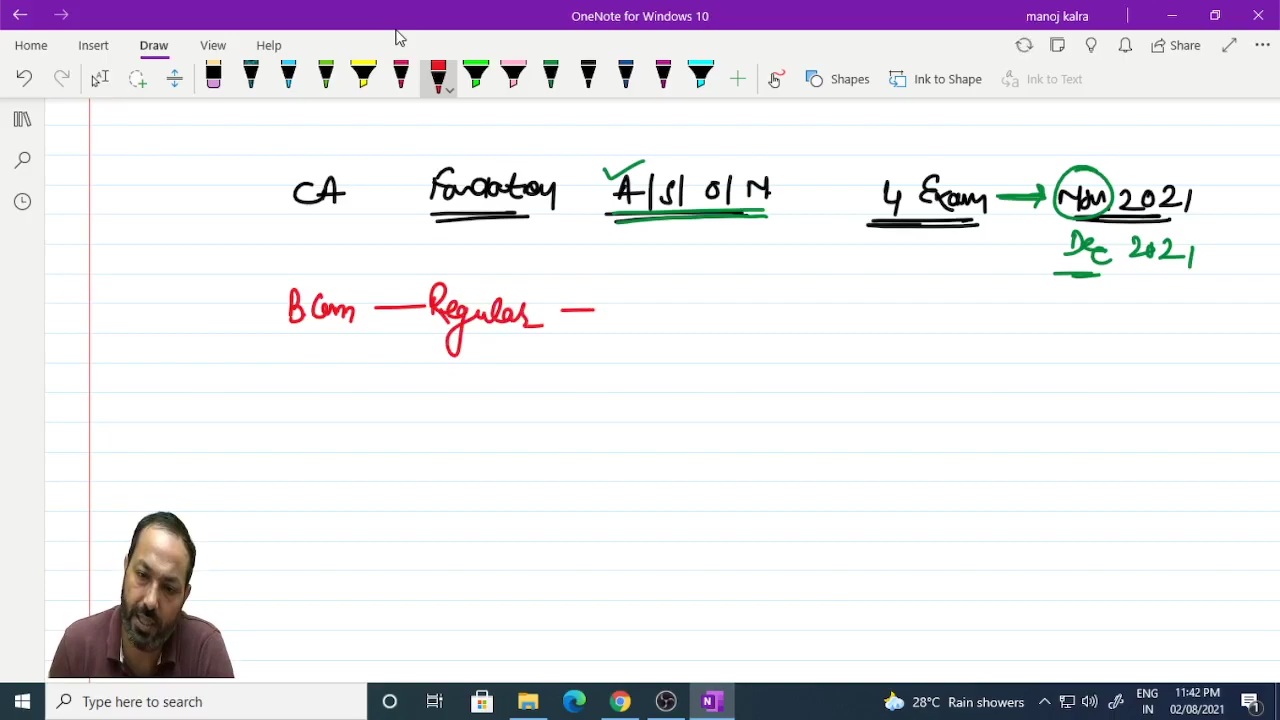 OneNote for Windows 10
manoj kalra
Home Insert Draw View Help
Share
Shapes Ink to Shape Ink to Text
CA Foundation A|S| O| N 4 Exam → Nov 2021
Dec 2021
B Com — Regular —
Type here to search
28°C Rain showers
ENG
IN
11:42 PM
02/08/2021
1